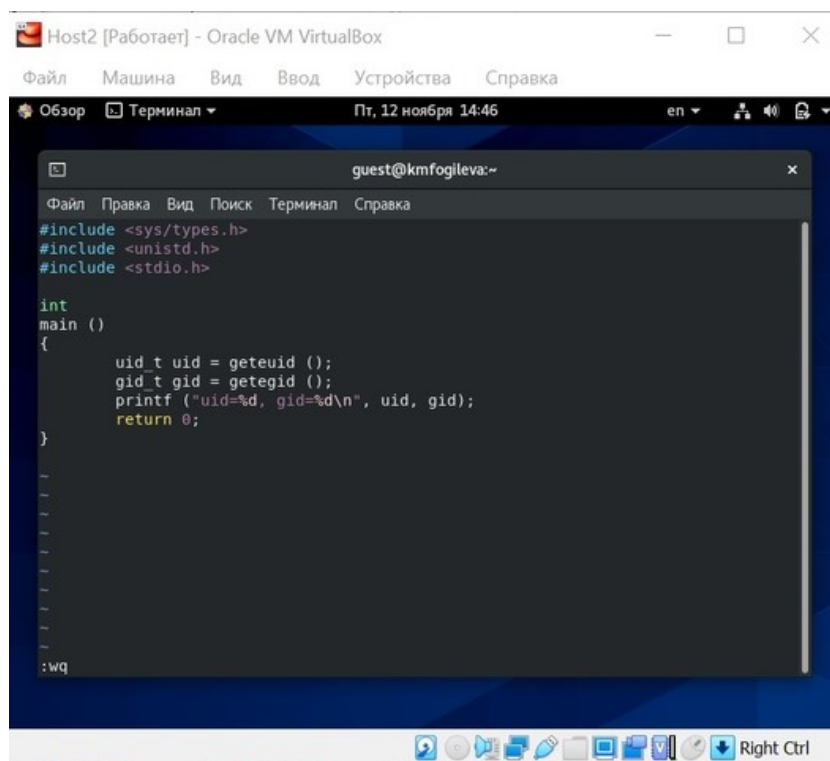 Host2 [Работает] - Oracle VM VirtualBox
Файл Машина Вид Ввод Устройства Справка
Обзор Терминал Пт, 12 ноября 14:46 en
guest@kmfogileva:~
Файл Правка Вид Поиск Терминал Справка
#include <sys/types.h>
#include <unistd.h>
#include <stdio.h>
int
main ()
{
uid_t uid = geteuid ();
gid_t gid = getegid ();
printf ("uid=%d, gid=%d\n", uid, gid);
return 0;
}
~
~
~
~
~
~
~
~
~
~
:wq
Right Ctrl